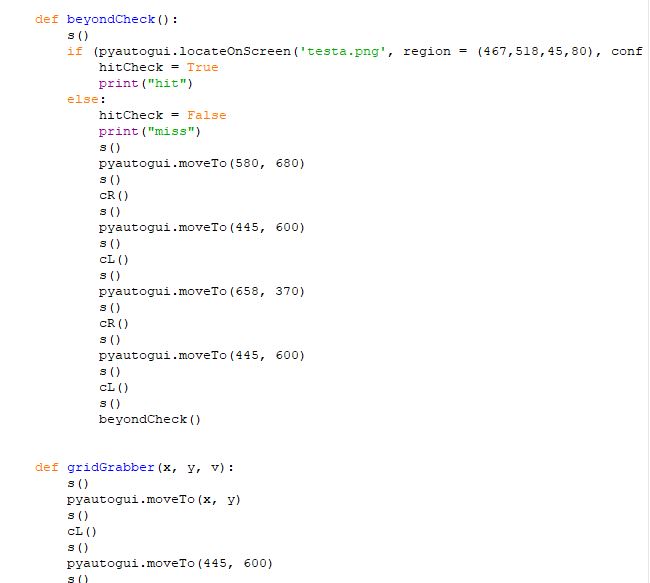 def beyondCheck():
s()
if (pyautogui.locateOnScreen('testa.png', region = (467,518,45,80), conf
hitCheck = True
print("hit")
else:
hitCheck = False
print("miss")
s()
pyautogui.moveTo(580, 680)
s()
cR()
s()
pyautogui.moveTo(445, 600)
s()
cL()
s()
pyautogui.moveTo(658, 370)
s()
cR()
s()
pyautogui.moveTo(445, 600)
s()
cL()
s()
beyondCheck()
def gridGrabber(x, y, v):
s()
pyautogui.moveTo(x, y)
s()
cL()
s()
pyautogui.moveTo(445, 600)
s()